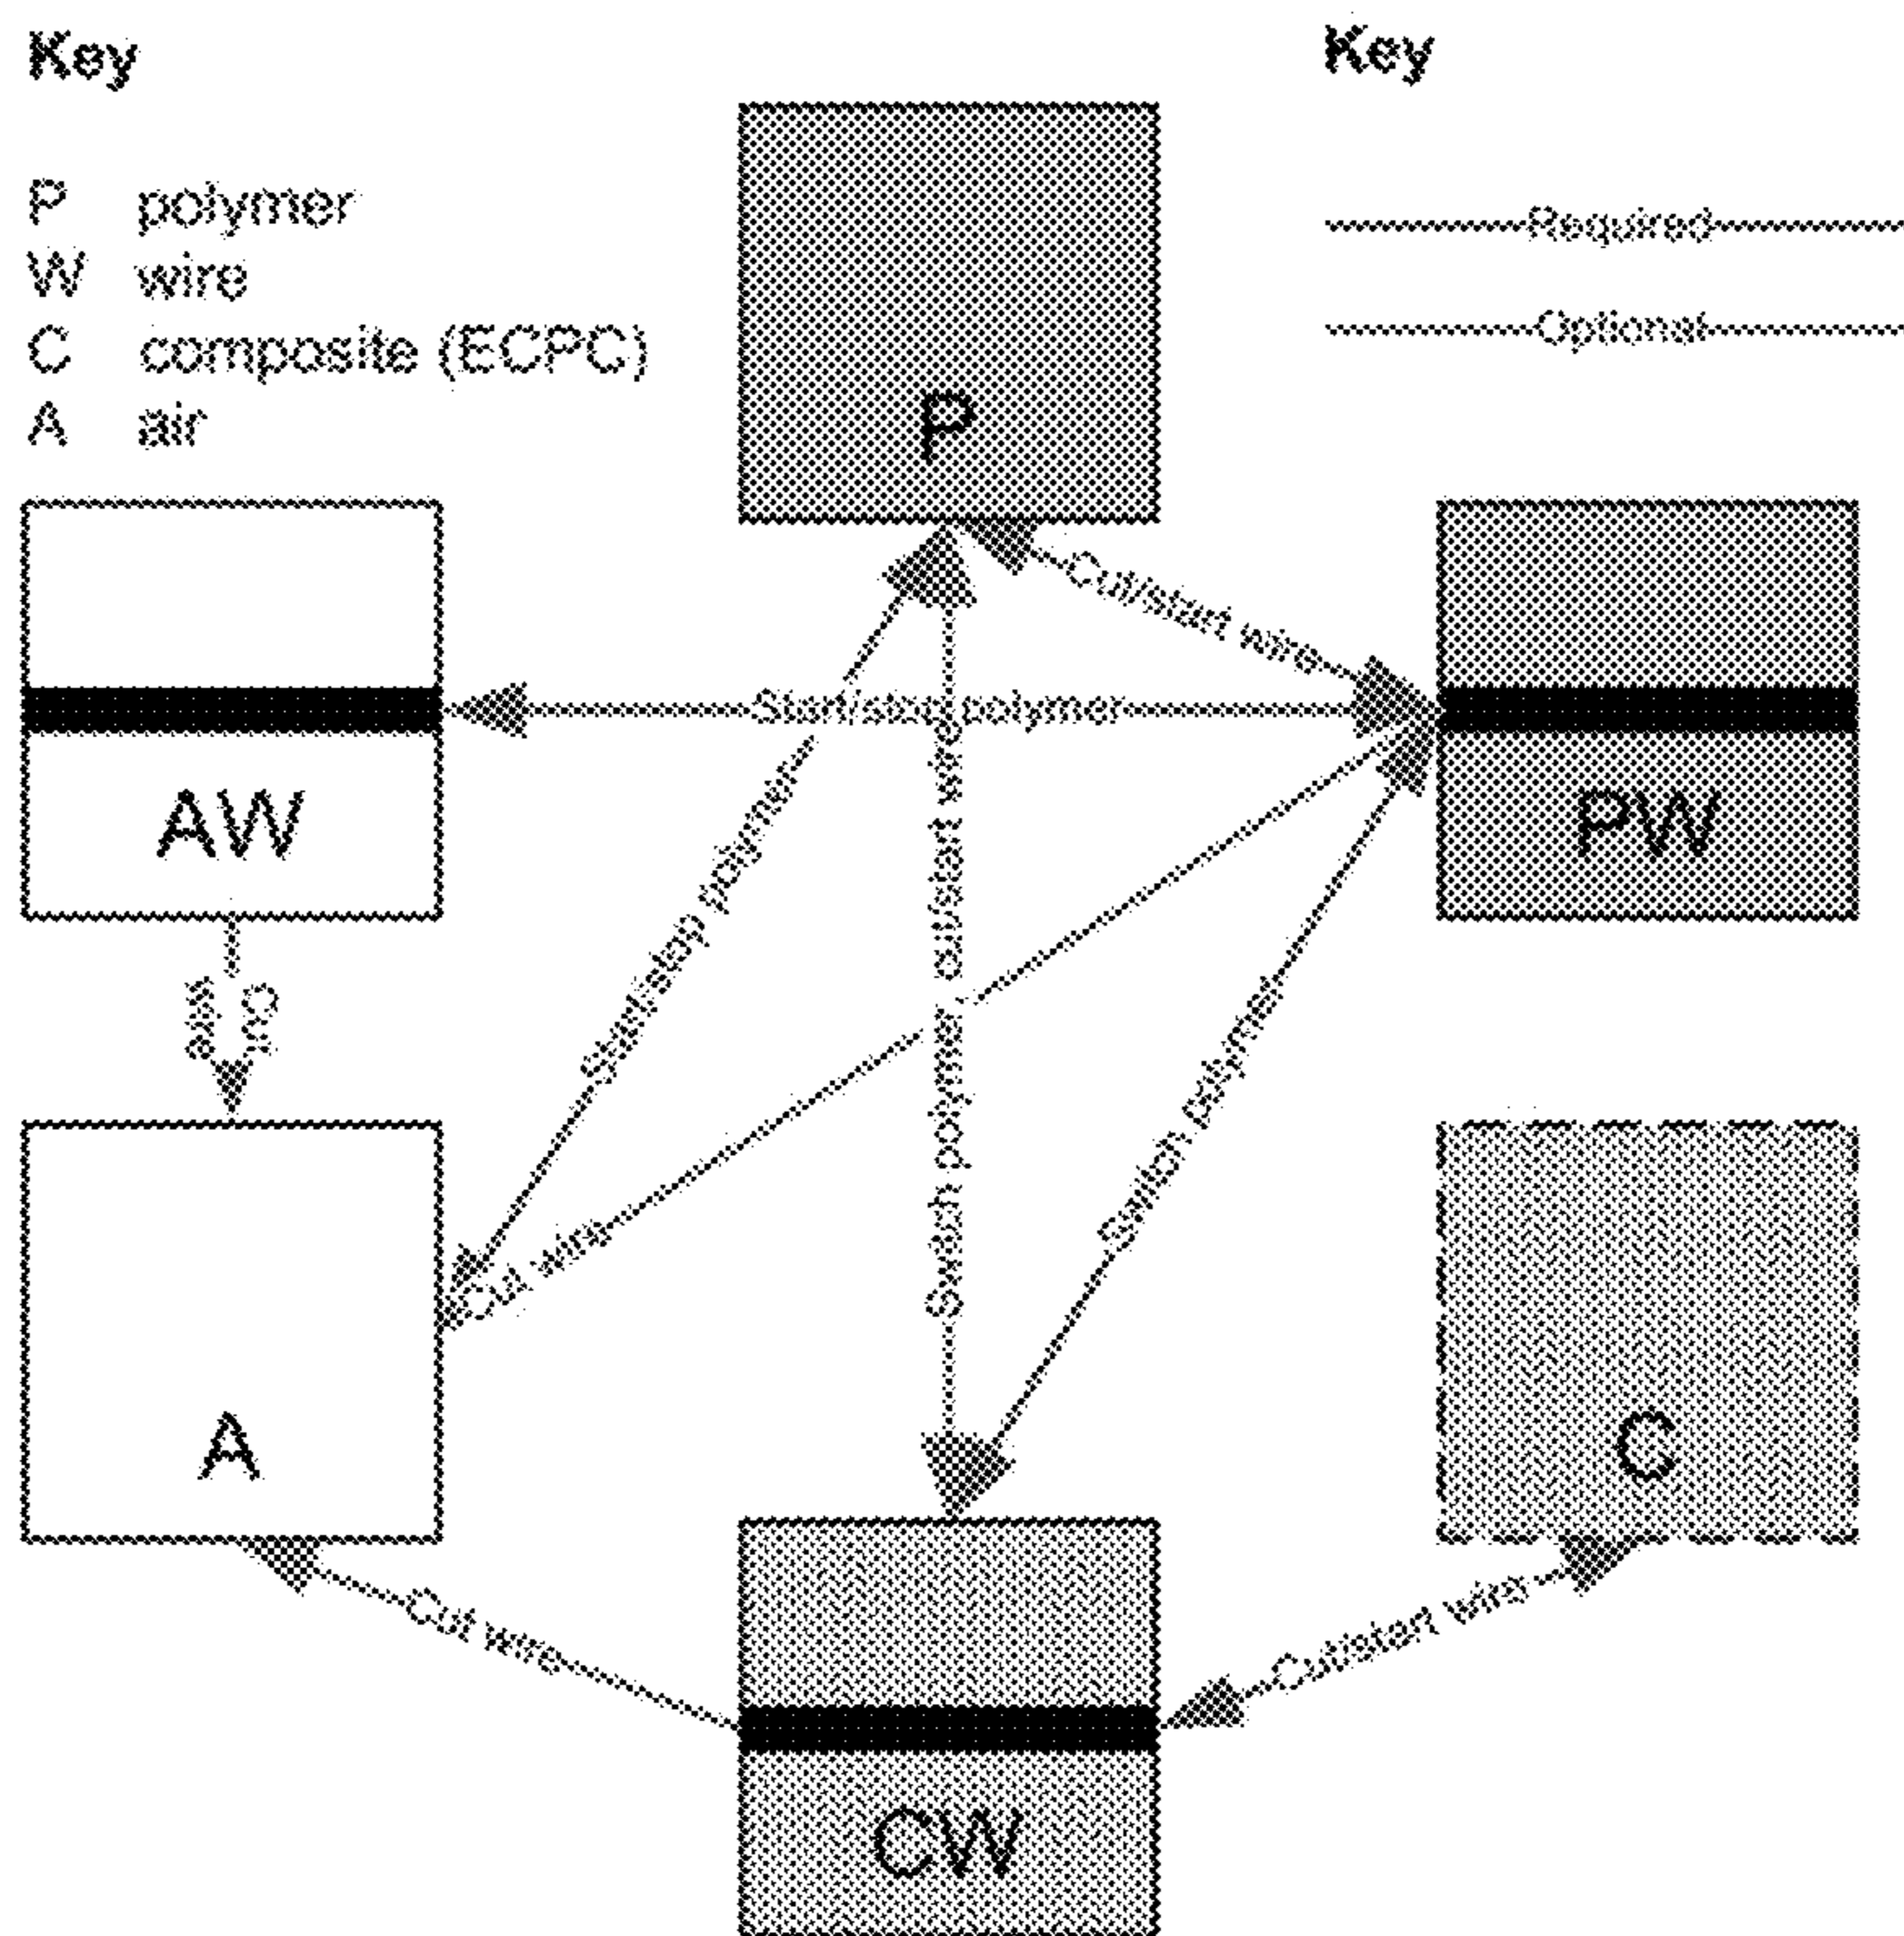 Key
P polymer
W wire
C composite (ECPC)
A air
Key
Required
Optional
P
Cut/start wire
AW
Start/stop polymer
PW
Cut
wire
Start/stop polymer
Switch polymer cut/start wire
Switch polymer
Cut wire
A
C
Cut wire
Cut/start wire
CW